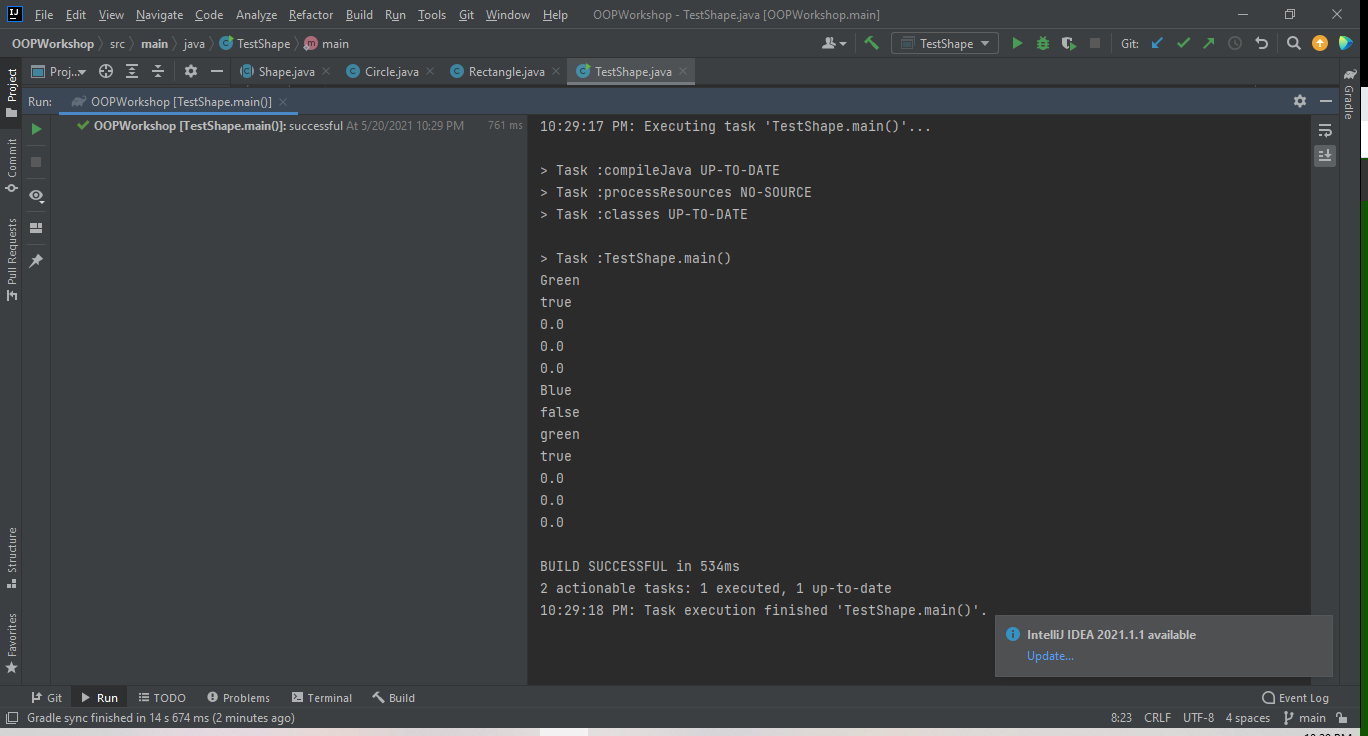 IJ File Edit View Navigate Code Analyze Refactor Build Run Tools Git Window Help OOPWorkshop - TestShape.java [OOPWorkshop.main]
OOPWorkshop src main java TestShape main TestShape Git:
Proj... Shape.java Circle.java Rectangle.java TestShape.java
Run: OOPWorkshop [TestShape.main()]
OOPWorkshop [TestShape.main()]: successful At 5/20/2021 10:29 PM 761 ms
10:29:17 PM: Executing task 'TestShape.main()'...
> Task :compileJava UP-TO-DATE
> Task :processResources NO-SOURCE
> Task :classes UP-TO-DATE
> Task :TestShape.main()
Green
true
0.0
0.0
0.0
Blue
false
green
true
0.0
0.0
0.0
BUILD SUCCESSFUL in 534ms
2 actionable tasks: 1 executed, 1 up-to-date
10:29:18 PM: Task execution finished 'TestShape.main()'.
Project
Commit
Pull Requests
Structure
Favorites
Gradle
IntelliJ IDEA 2021.1.1 available
Update...
Git Run TODO Problems Terminal Build Event Log
Gradle sync finished in 14 s 674 ms (2 minutes ago) 8:23 CRLF UTF-8 4 spaces main